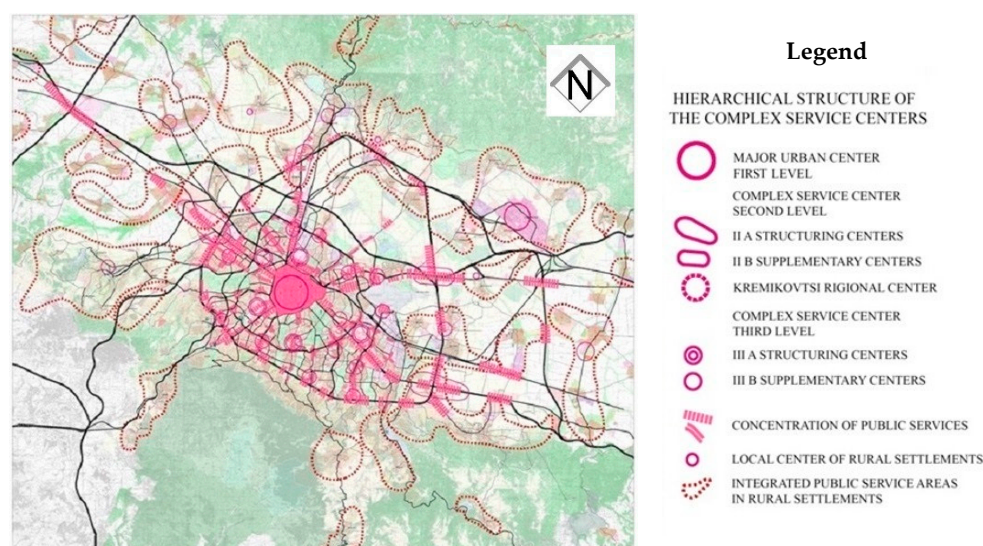 N
Legend
HIERARCHICAL STRUCTURE OF
THE COMPLEX SERVICE CENTERS
MAJOR URBAN CENTER
FIRST LEVEL
COMPLEX SERVICE CENTER
SECOND LEVEL
II A STRUCTURING CENTERS
II B SUPPLEMENTARY CENTERS
KREMIKOVTSI RIGIONAL CENTER
COMPLEX SERVICE CENTER
THIRD LEVEL
III A STRUCTURING CENTERS
III B SUPPLEMENTARY CENTERS
CONCENTRATION OF PUBLIC SERVICES
LOCAL CENTER OF RURAL SETTLEMENTS
INTEGRATED PUBLIC SERVICE AREAS
IN RURAL SETTLEMENTS